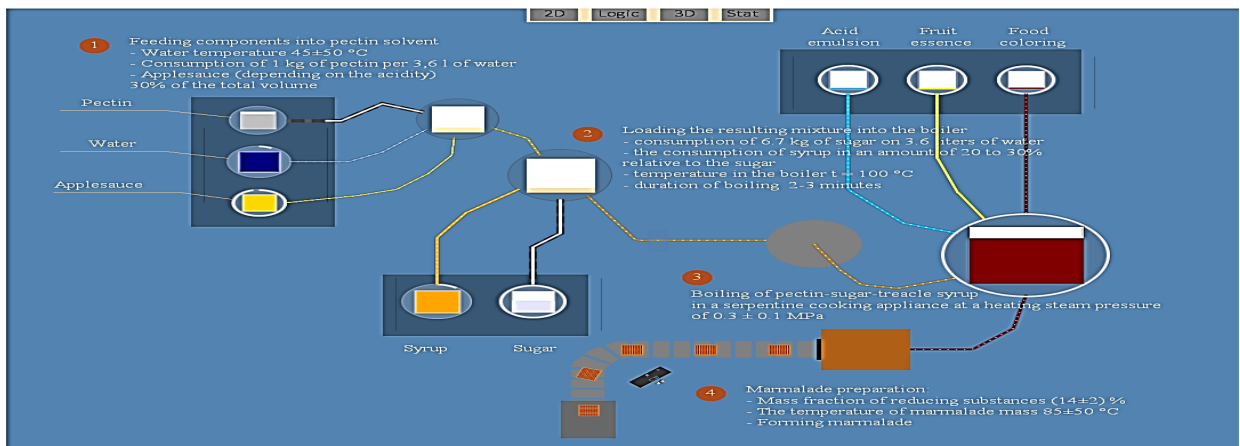 2D Logic 3D Stat
1
Feeding components into pectin solvent
- Water temperature 45±50 °C
- Consumption of 1 kg of pectin per 3,6 l of water
- Applesauce (depending on the acidity)
30% of the total volume
Pectin
Water
Applesauce
Acid emulsion
Fruit essence
Food coloring
2
Loading the resulting mixture into the boiler
- consumption of 6.7 kg of sugar on 3.6 liters of water
- the consumption of syrup in an amount of 20 to 30%
relative to the sugar
- temperature in the boiler t = 100 °C
- duration of boiling 2-3 minutes
Syrup
Sugar
3
Boiling of pectin-sugar-treacle syrup
in a serpentine cooking appliance at a heating steam pressure
of 0.3 ± 0.1 MPa
4
Marmalade preparation:
- Mass fraction of reducing substances (14±2) %
- The temperature of marmalade mass 85±50 °C
- Forming marmalade